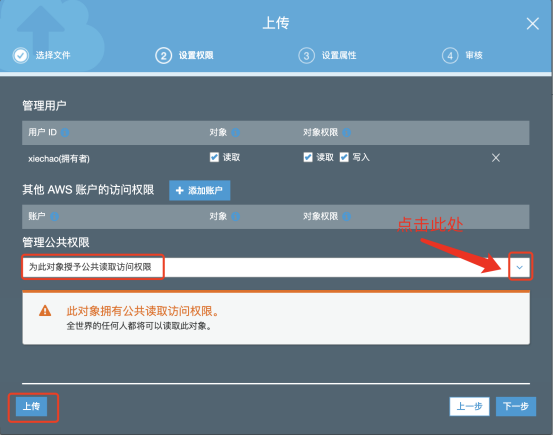 上传
选择文件
2 设置权限
3 设置属性
4 审核
管理用户
用户 ID 对象 对象权限
xiechao(拥有者) 读取 读取 写入
其他 AWS 账户的访问权限 + 添加账户
账户 对象 对象权限
点击此处
管理公共权限
为此对象授予公共读取访问权限
此对象拥有公共读取访问权限。
全世界的任何人都将可以读取此对象。
上传 上一步 下一步